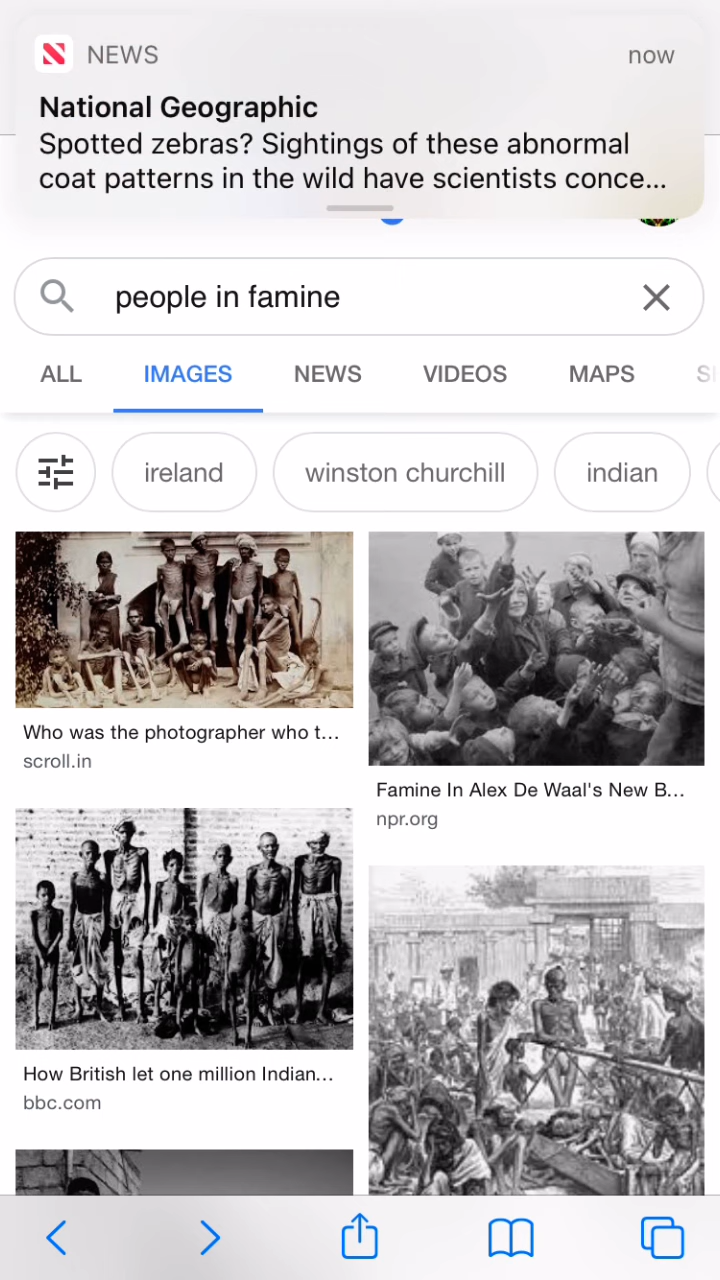 NEWS now
National Geographic
Spotted zebras? Sightings of these abnormal
coat patterns in the wild have scientists conce...
people in famine
ALL IMAGES NEWS VIDEOS MAPS
ireland winston churchill indian
Who was the photographer who t...
scroll.in
Famine In Alex De Waal's New B...
npr.org
How British let one million Indian...
bbc.com